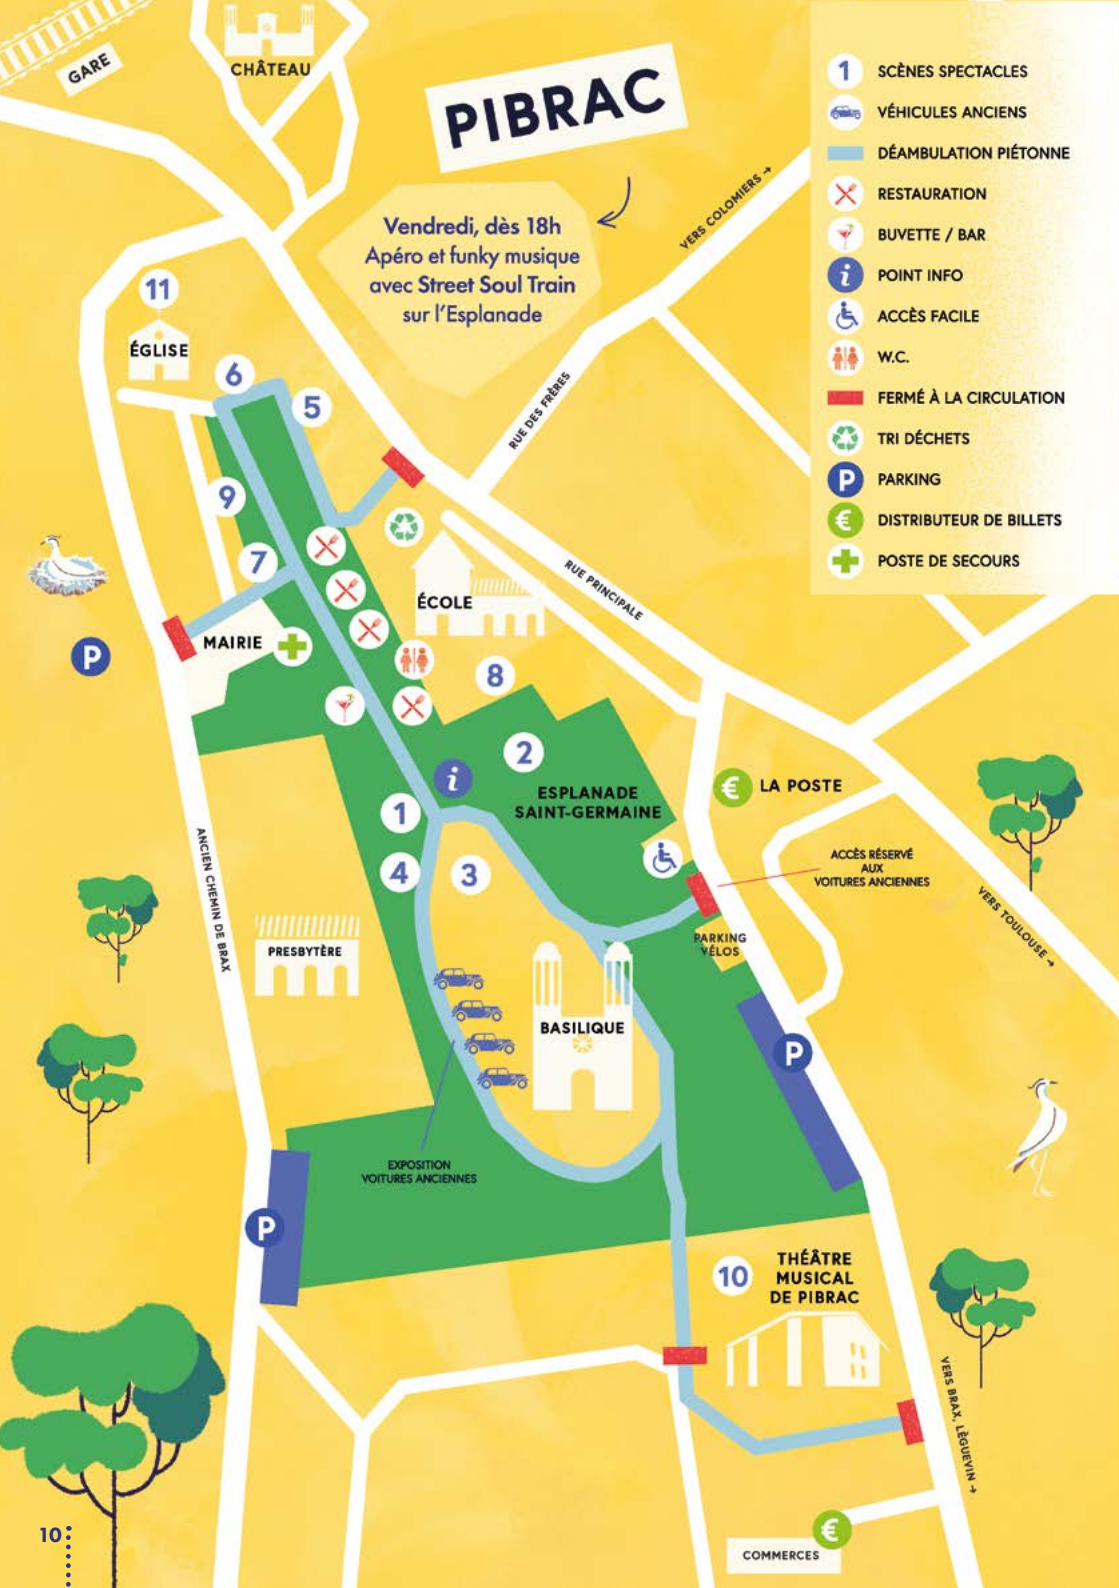 GARE
CHÂTEAU
PIBRAC
Vendredi, dès 18h
Apéro et funky musique
avec Street Soul Train
sur l'Esplanade
VERS COLOMIERS →
1 SCÈNES SPECTACLES
VÉHICULES ANCIENS
DÉAMBULATION PIÉTONNE
RESTAURATION
BUVETTE / BAR
i POINT INFO
ACCÈS FACILE
W.C.
FERMÉ À LA CIRCULATION
TRI DÉCHETS
P PARKING
€ DISTRIBUTEUR DE BILLETS
POSTE DE SECOURS
11
ÉGLISE
6
5
RUE DES FRÈRES
9
7
ÉCOLE
RUE PRINCIPALE
MAIRIE
P
8
2
i
ESPLANADE
SAINT-GERMAINE
€ LA POSTE
1
4
3
ACCÈS RÉSERVÉ
AUX
VOITURES ANCIENNES
ANCIEN CHEMIN DE BRAX
VERS TOULOUSE →
PRESBYTÈRE
PARKING
VÉLOS
BASILIQUE
P
EXPOSITION
VOITURES ANCIENNES
P
10
THÉÂTRE
MUSICAL
DE PIBRAC
VERS BRAX, LÈGUEVIN →
€
COMMERCES
10